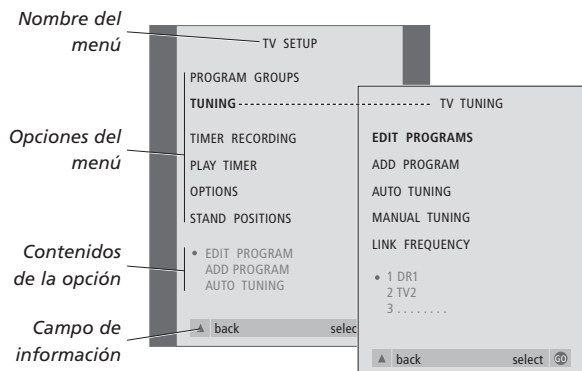 Nombre del
menú
TV SETUP
PROGRAM GROUPS
TUNING
TV TUNING
Opciones del
menú
TIMER RECORDING
PLAY TIMER
OPTIONS
STAND POSITIONS
EDIT PROGRAMS
ADD PROGRAM
AUTO TUNING
MANUAL TUNING
LINK FREQUENCY
Contenidos
de la opción
• EDIT PROGRAM
ADD PROGRAM
AUTO TUNING
• 1 DR1
2 TV2
3 . . . . . . . .
Campo de
información
▲ back selec
▲ back select GO